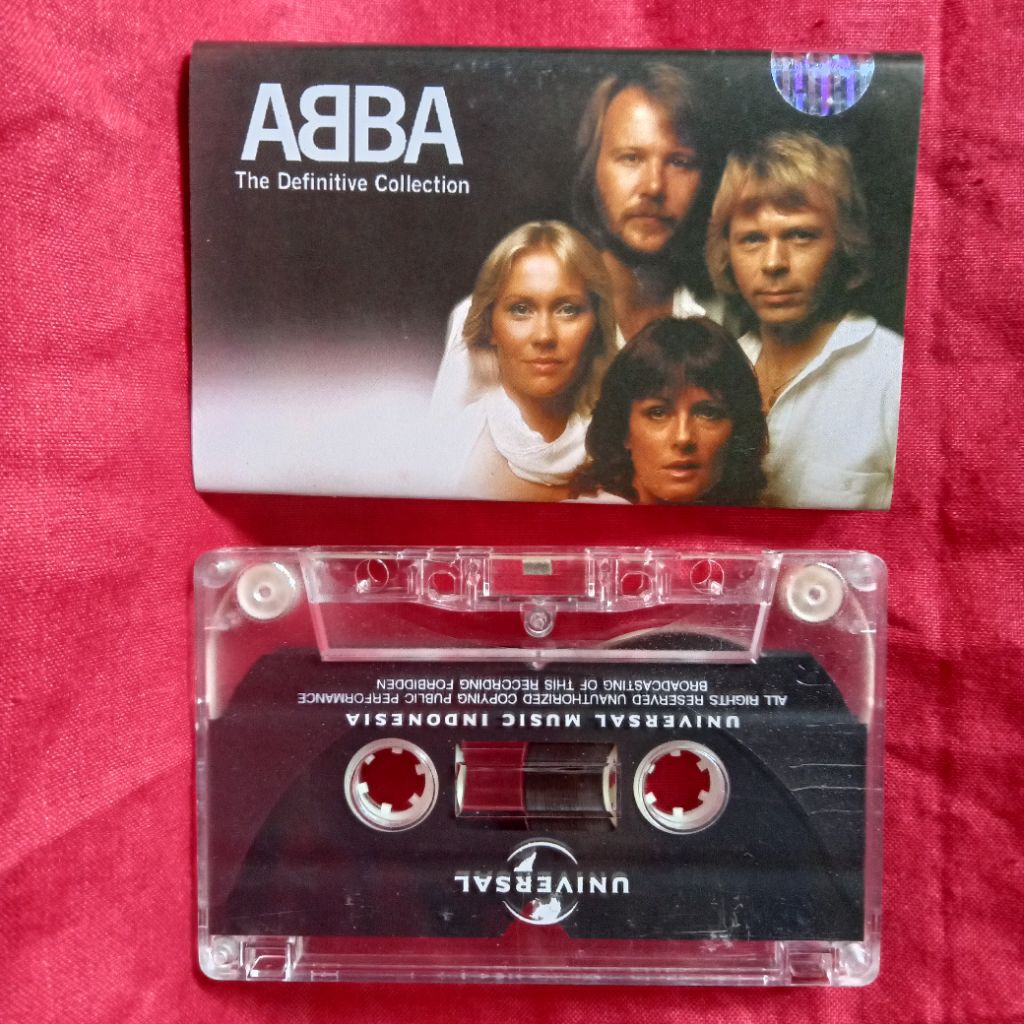 AᗺBA
The Definitive Collection
UNIVERSAL
UNIVERSAL MUSIC INDONESIA
ALL RIGHTS RESERVED UNAUTHORIZED COPYING PUBLIC PERFORMANCE
BROADCASTING OF THIS RECORDING FORBIDDEN